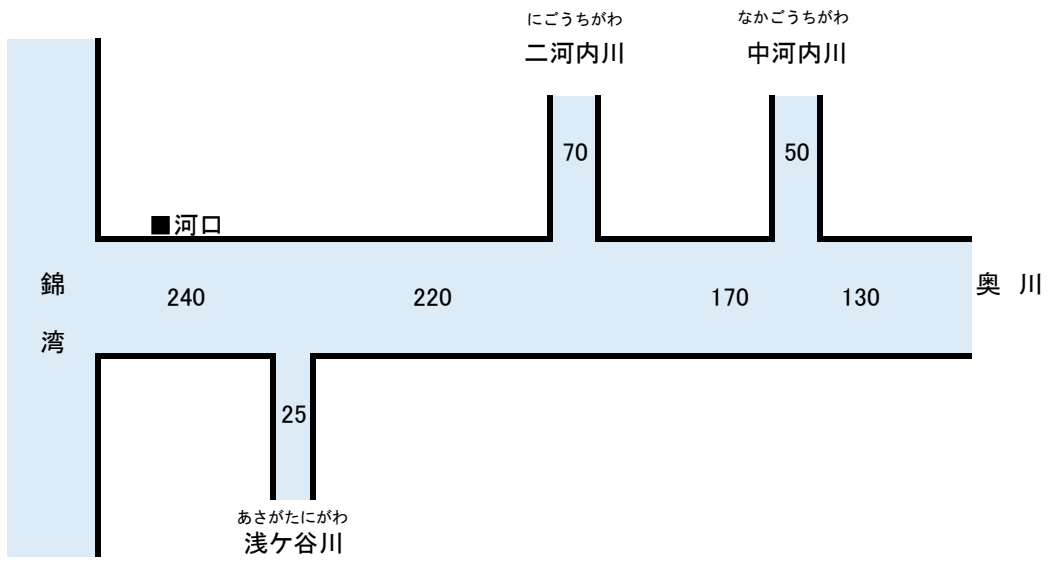 にごうちがわ
二河内川
なかごうちがわ
中河内川
70
50
■河口
錦湾
240
220
170
130
奥川
25
あさがたにがわ
浅ケ谷川